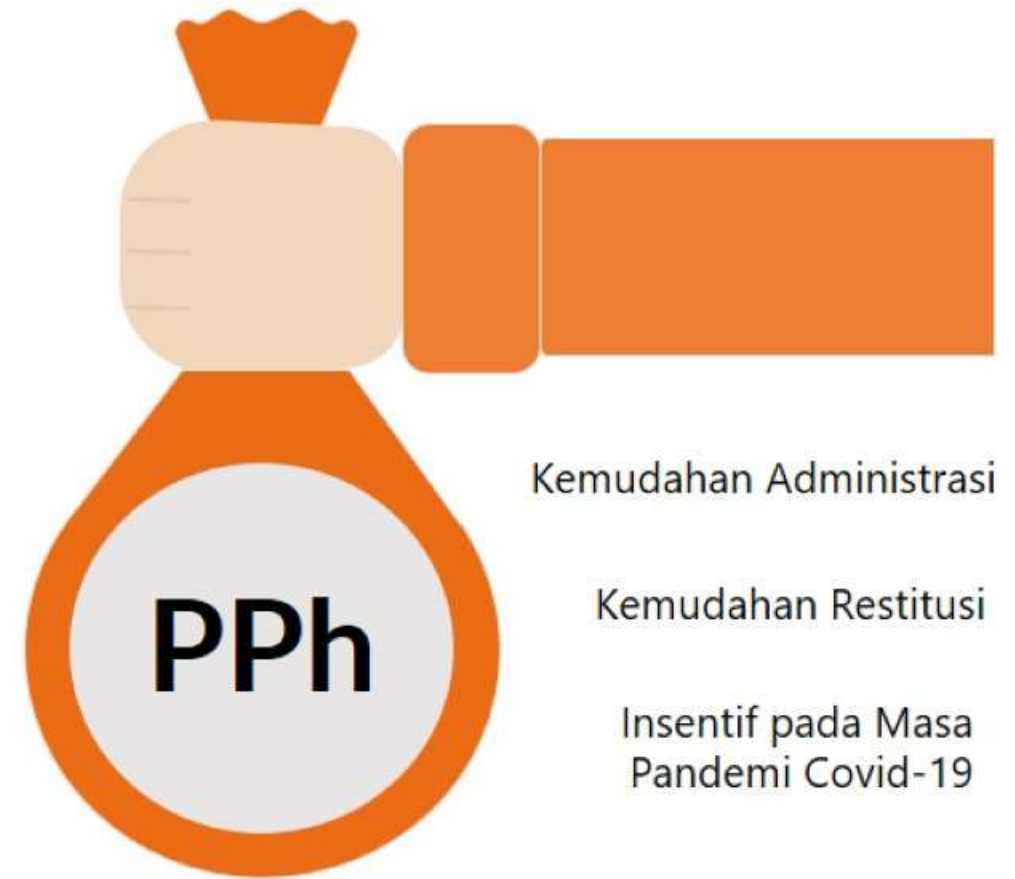 Kemudahan Administrasi
PPh
Kemudahan Restitusi
Insentif pada Masa
Pandemi Covid-19